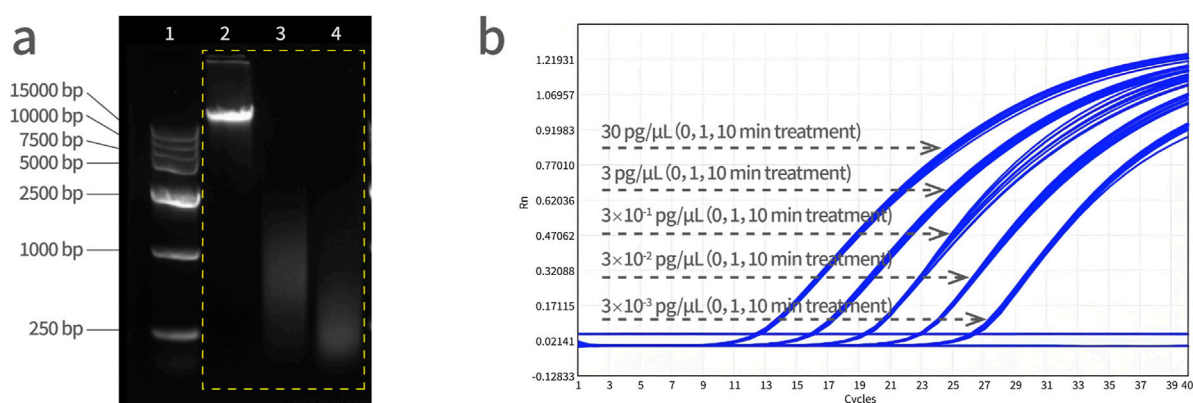 a
1 2 3 4
15000 bp
10000 bp
7500 bp
5000 bp
2500 bp
1000 bp
250 bp
b
1.21931
1.06957
0.91983
0.77010
0.62036
0.47062
0.32088
0.17115
0.02141
-0.12833
Rn
30 pg/μL (0, 1, 10 min treatment)
3 pg/μL (0, 1, 10 min treatment)
3×10⁻¹ pg/μL (0, 1, 10 min treatment)
3×10⁻² pg/μL (0, 1, 10 min treatment)
3×10⁻³ pg/μL (0, 1, 10 min treatment)
1 3 5 7 9 11 13 15 17 19 21 23 25 27 29 31 33 35 37 39 40
Cycles